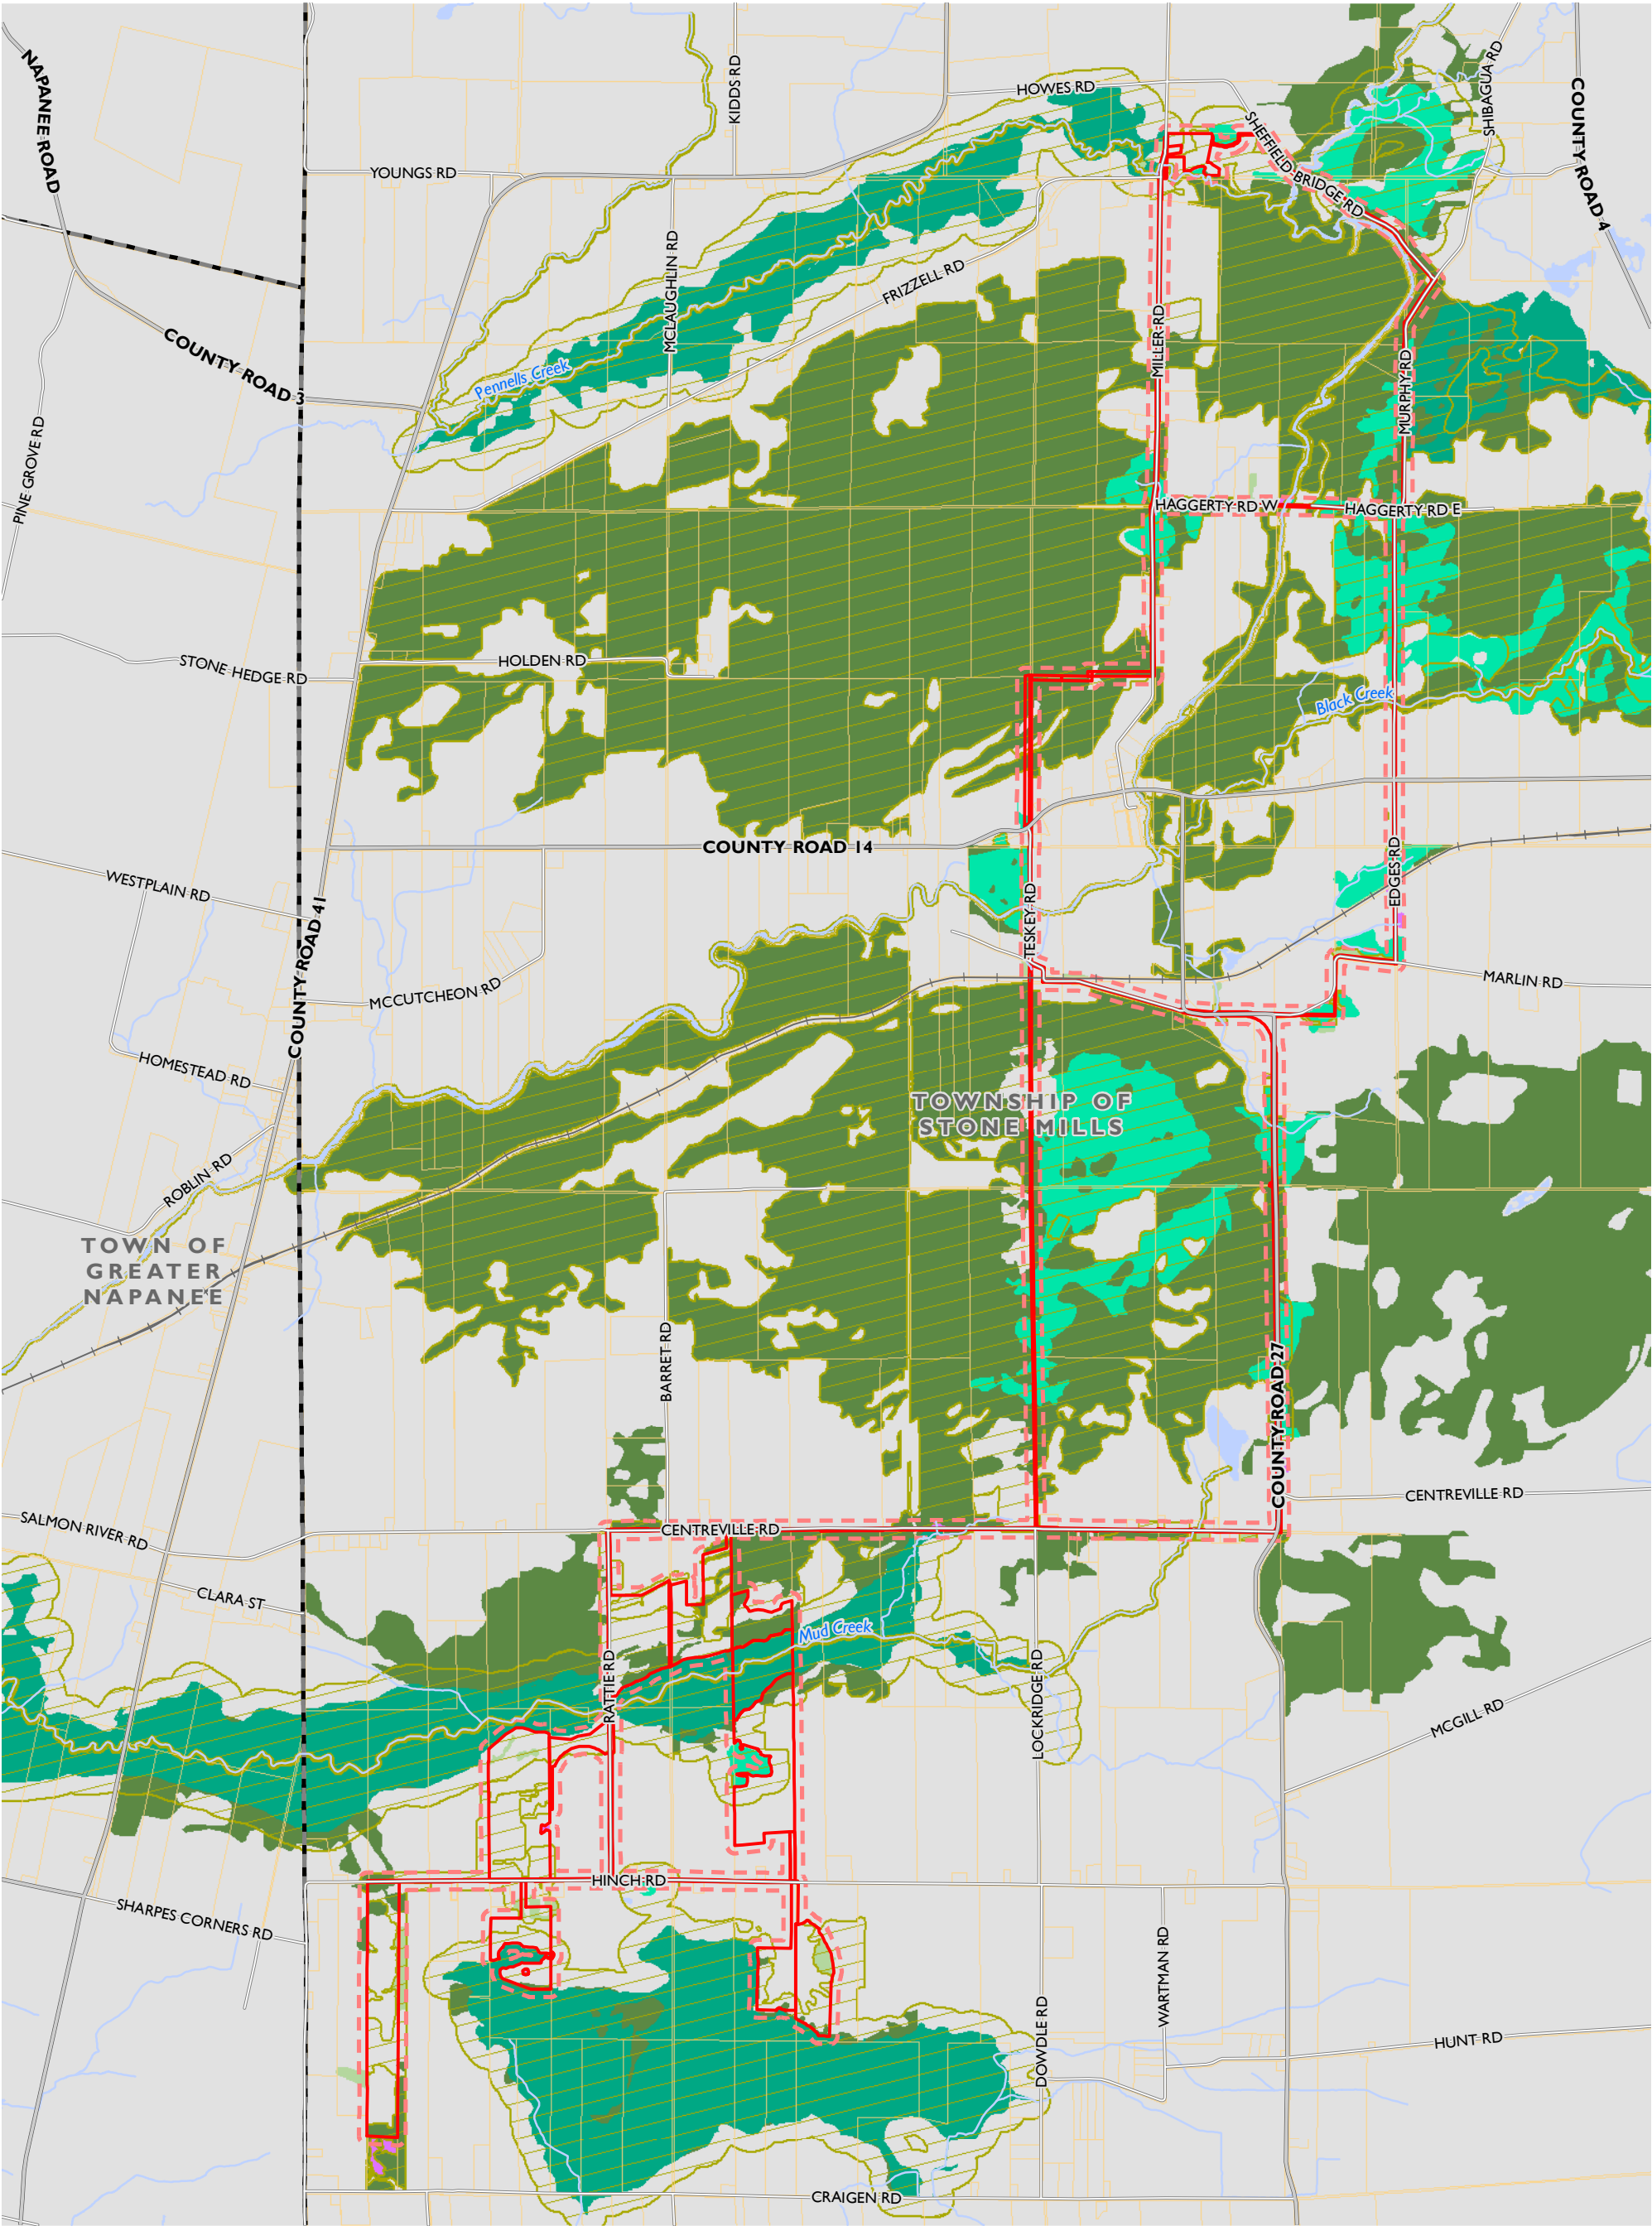 NAPANEE ROAD
KIDDS RD
HOWES RD
SHIBAGUA RD
COUNTY ROAD 4
SHEFFIELD BRIDGE RD
YOUNGS RD
MCLAUGHLIN RD
FRIZZELL RD
MILLER RD
COUNTY ROAD 3
Pennells Creek
MURPHY RD
PINE GROVE RD
HAGGERTY RD W
HAGGERTY RD E
STONE HEDGE RD
HOLDEN RD
Black Creek
COUNTY ROAD 14
WESTPLAIN RD
EDGES RD
TESKEY RD
COUNTY ROAD 41
MCCUTCHEON RD
MARLIN RD
HOMESTEAD RD
TOWNSHIP OF
STONE MILLS
ROBLIN RD
TOWN OF
GREATER
NAPANEE
BARRET RD
COUNTY ROAD 27
CENTREVILLE RD
SALMON RIVER RD
CENTREVILLE RD
CLARA ST
Mud Creek
RATTIE RD
LOCKRIDGE RD
MCGILL RD
HINCH RD
SHARPES CORNERS RD
WARTMAN RD
DOWDLE RD
HUNT RD
CRAIGEN RD